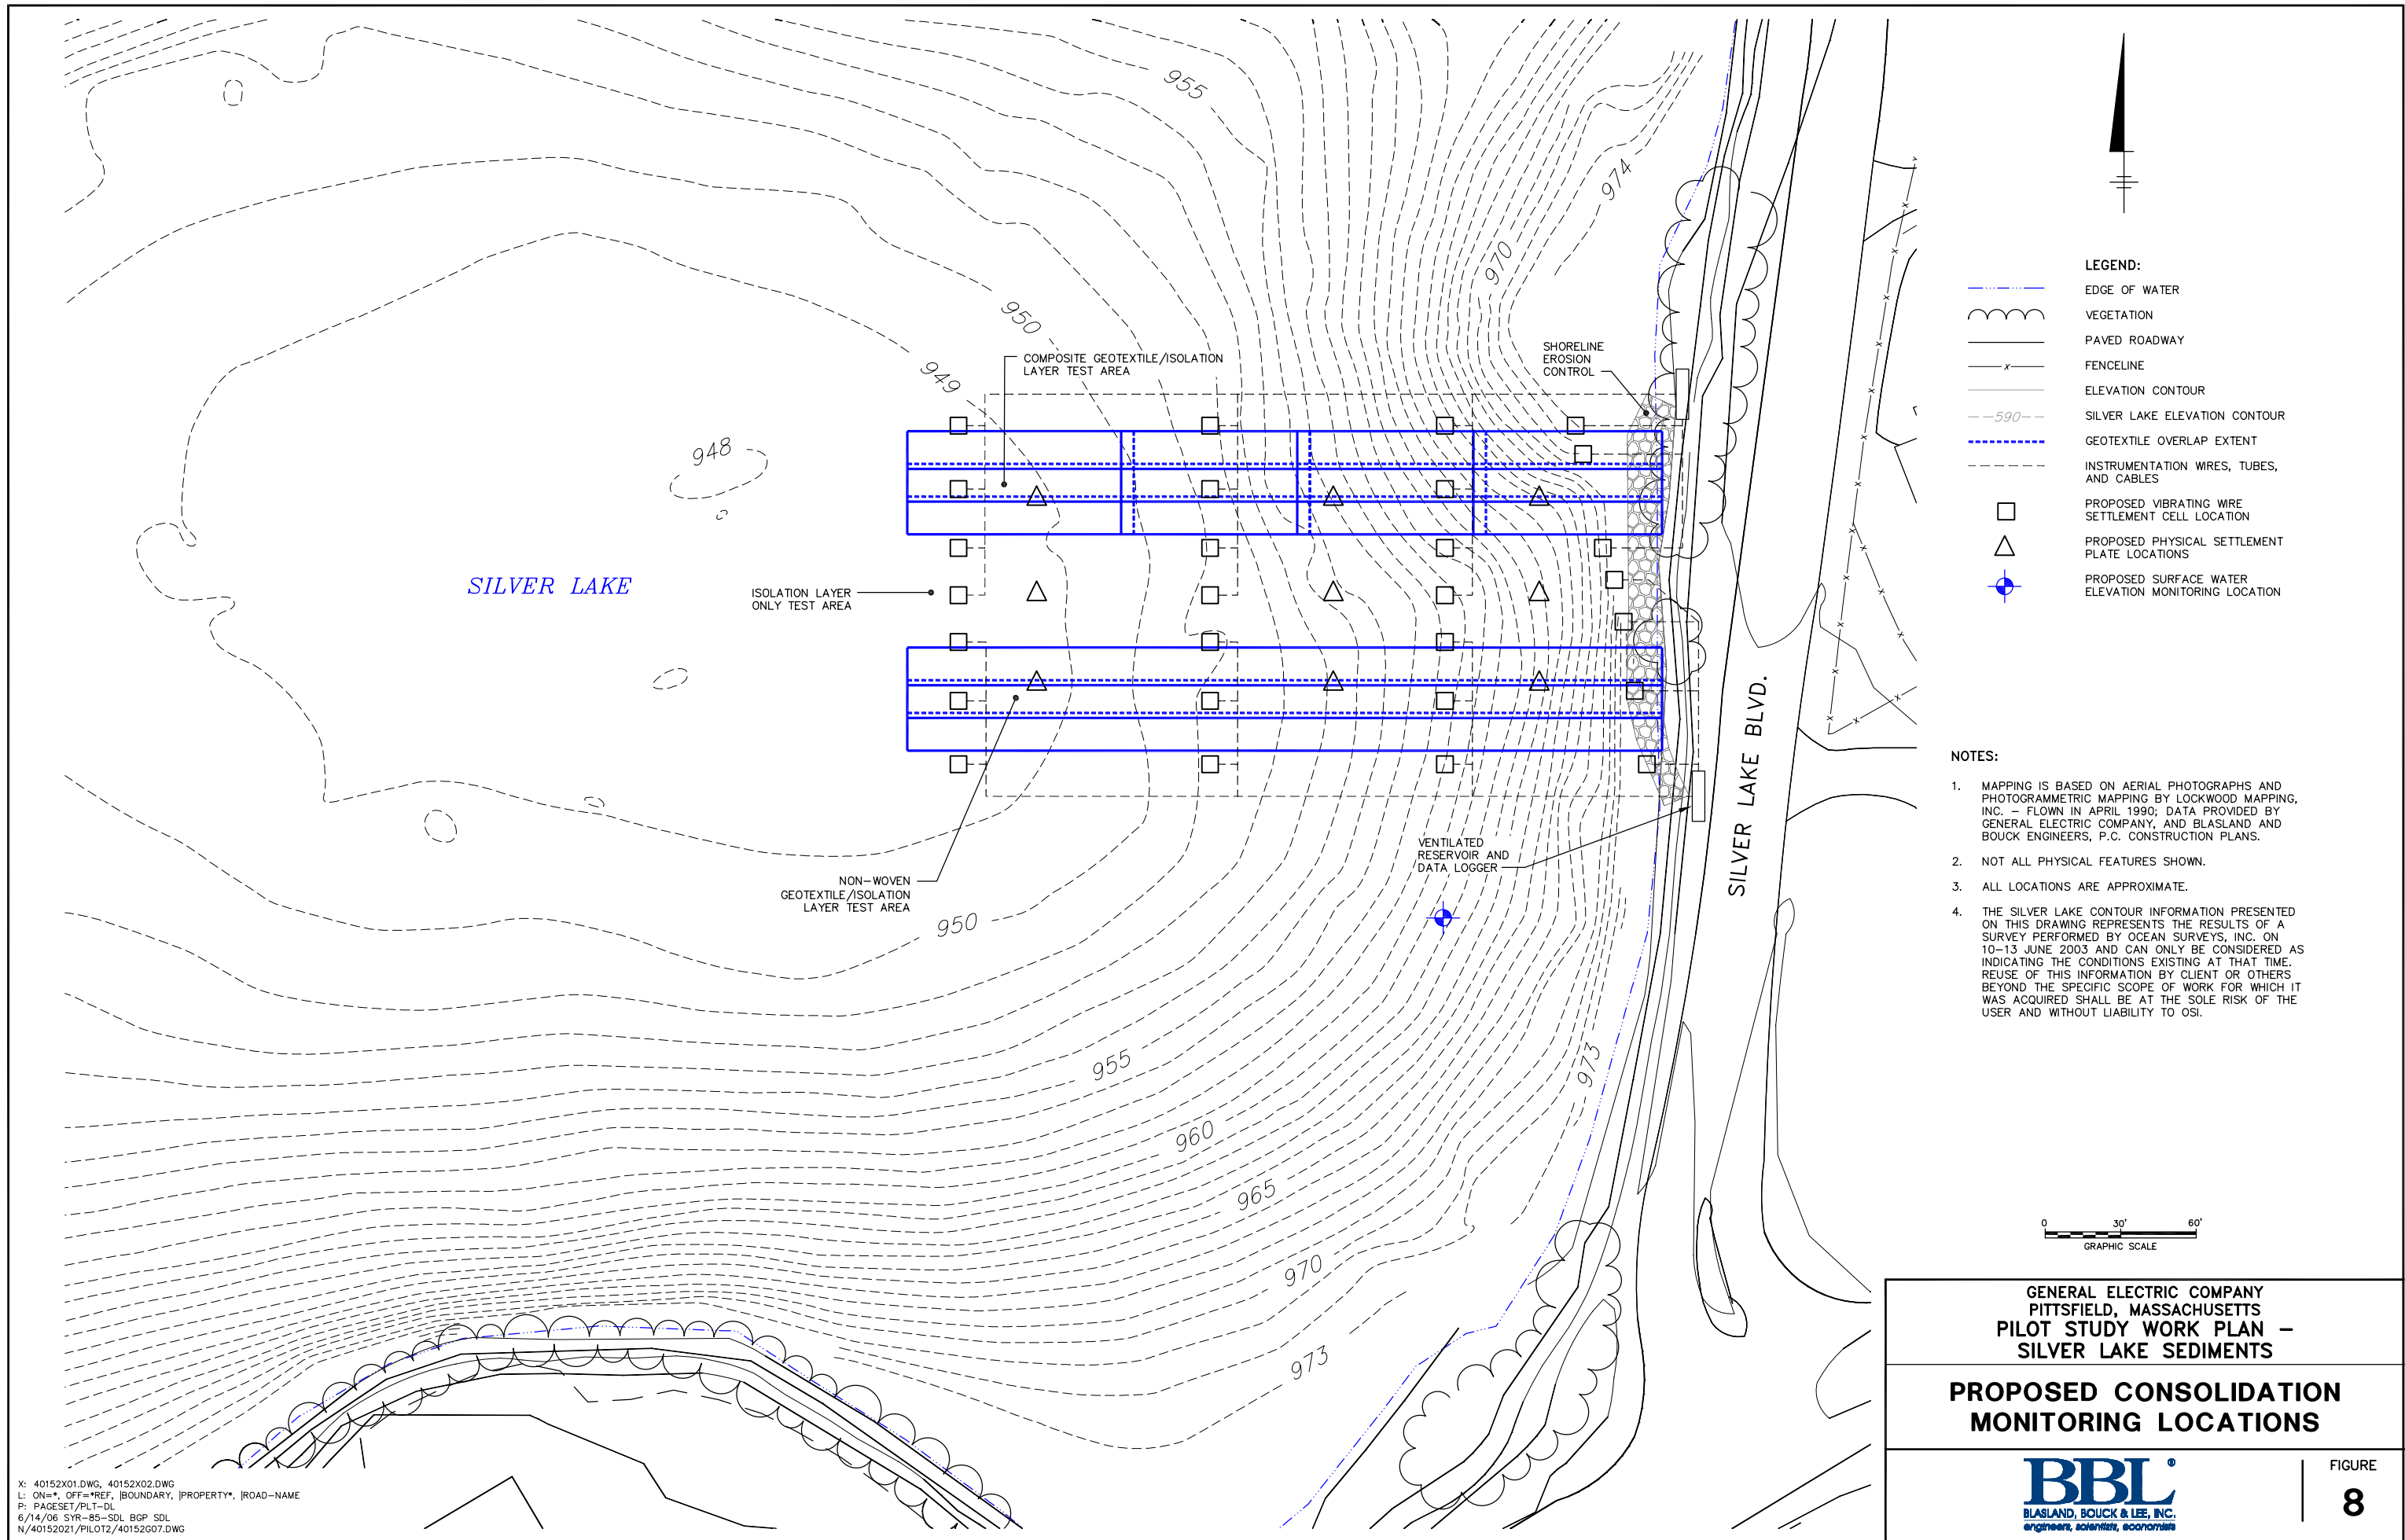 955
974
970
950
949
948
COMPOSITE GEOTEXTILE/ISOLATION
LAYER TEST AREA
SHORELINE
EROSION
CONTROL
SILVER LAKE
ISOLATION LAYER
ONLY TEST AREA
NON-WOVEN
GEOTEXTILE/ISOLATION
LAYER TEST AREA
VENTILATED
RESERVOIR AND
DATA LOGGER
SILVER LAKE BLVD.
950
955
960
965
970
973
973
LEGEND:
EDGE OF WATER
VEGETATION
PAVED ROADWAY
x
FENCELINE
ELEVATION CONTOUR
590
SILVER LAKE ELEVATION CONTOUR
GEOTEXTILE OVERLAP EXTENT
INSTRUMENTATION WIRES, TUBES,
AND CABLES
PROPOSED VIBRATING WIRE
SETTLEMENT CELL LOCATION
PROPOSED PHYSICAL SETTLEMENT
PLATE LOCATIONS
PROPOSED SURFACE WATER
ELEVATION MONITORING LOCATION
NOTES:
1. MAPPING IS BASED ON AERIAL PHOTOGRAPHS AND
PHOTOGRAMMETRIC MAPPING BY LOCKWOOD MAPPING,
INC. – FLOWN IN APRIL 1990; DATA PROVIDED BY
GENERAL ELECTRIC COMPANY, AND BLASLAND AND
BOUCK ENGINEERS, P.C. CONSTRUCTION PLANS.
2. NOT ALL PHYSICAL FEATURES SHOWN.
3. ALL LOCATIONS ARE APPROXIMATE.
4. THE SILVER LAKE CONTOUR INFORMATION PRESENTED
ON THIS DRAWING REPRESENTS THE RESULTS OF A
SURVEY PERFORMED BY OCEAN SURVEYS, INC. ON
10–13 JUNE 2003 AND CAN ONLY BE CONSIDERED AS
INDICATING THE CONDITIONS EXISTING AT THAT TIME.
REUSE OF THIS INFORMATION BY CLIENT OR OTHERS
BEYOND THE SPECIFIC SCOPE OF WORK FOR WHICH IT
WAS ACQUIRED SHALL BE AT THE SOLE RISK OF THE
USER AND WITHOUT LIABILITY TO OSI.
0 30' 60'
GRAPHIC SCALE
GENERAL ELECTRIC COMPANY
PITTSFIELD, MASSACHUSETTS
PILOT STUDY WORK PLAN –
SILVER LAKE SEDIMENTS
PROPOSED CONSOLIDATION
MONITORING LOCATIONS
BBL®
BLASLAND, BOUCK & LEE, INC.
engineers, scientists, economists
FIGURE
8
X: 40152X01.DWG, 40152X02.DWG
L: ON=*, OFF=*REF, |BOUNDARY, |PROPERTY*, |ROAD-NAME
P: PAGESET/PLT-DL
6/14/06 SYR-85-SDL BGP SDL
N/40152021/PILOT2/40152G07.DWG